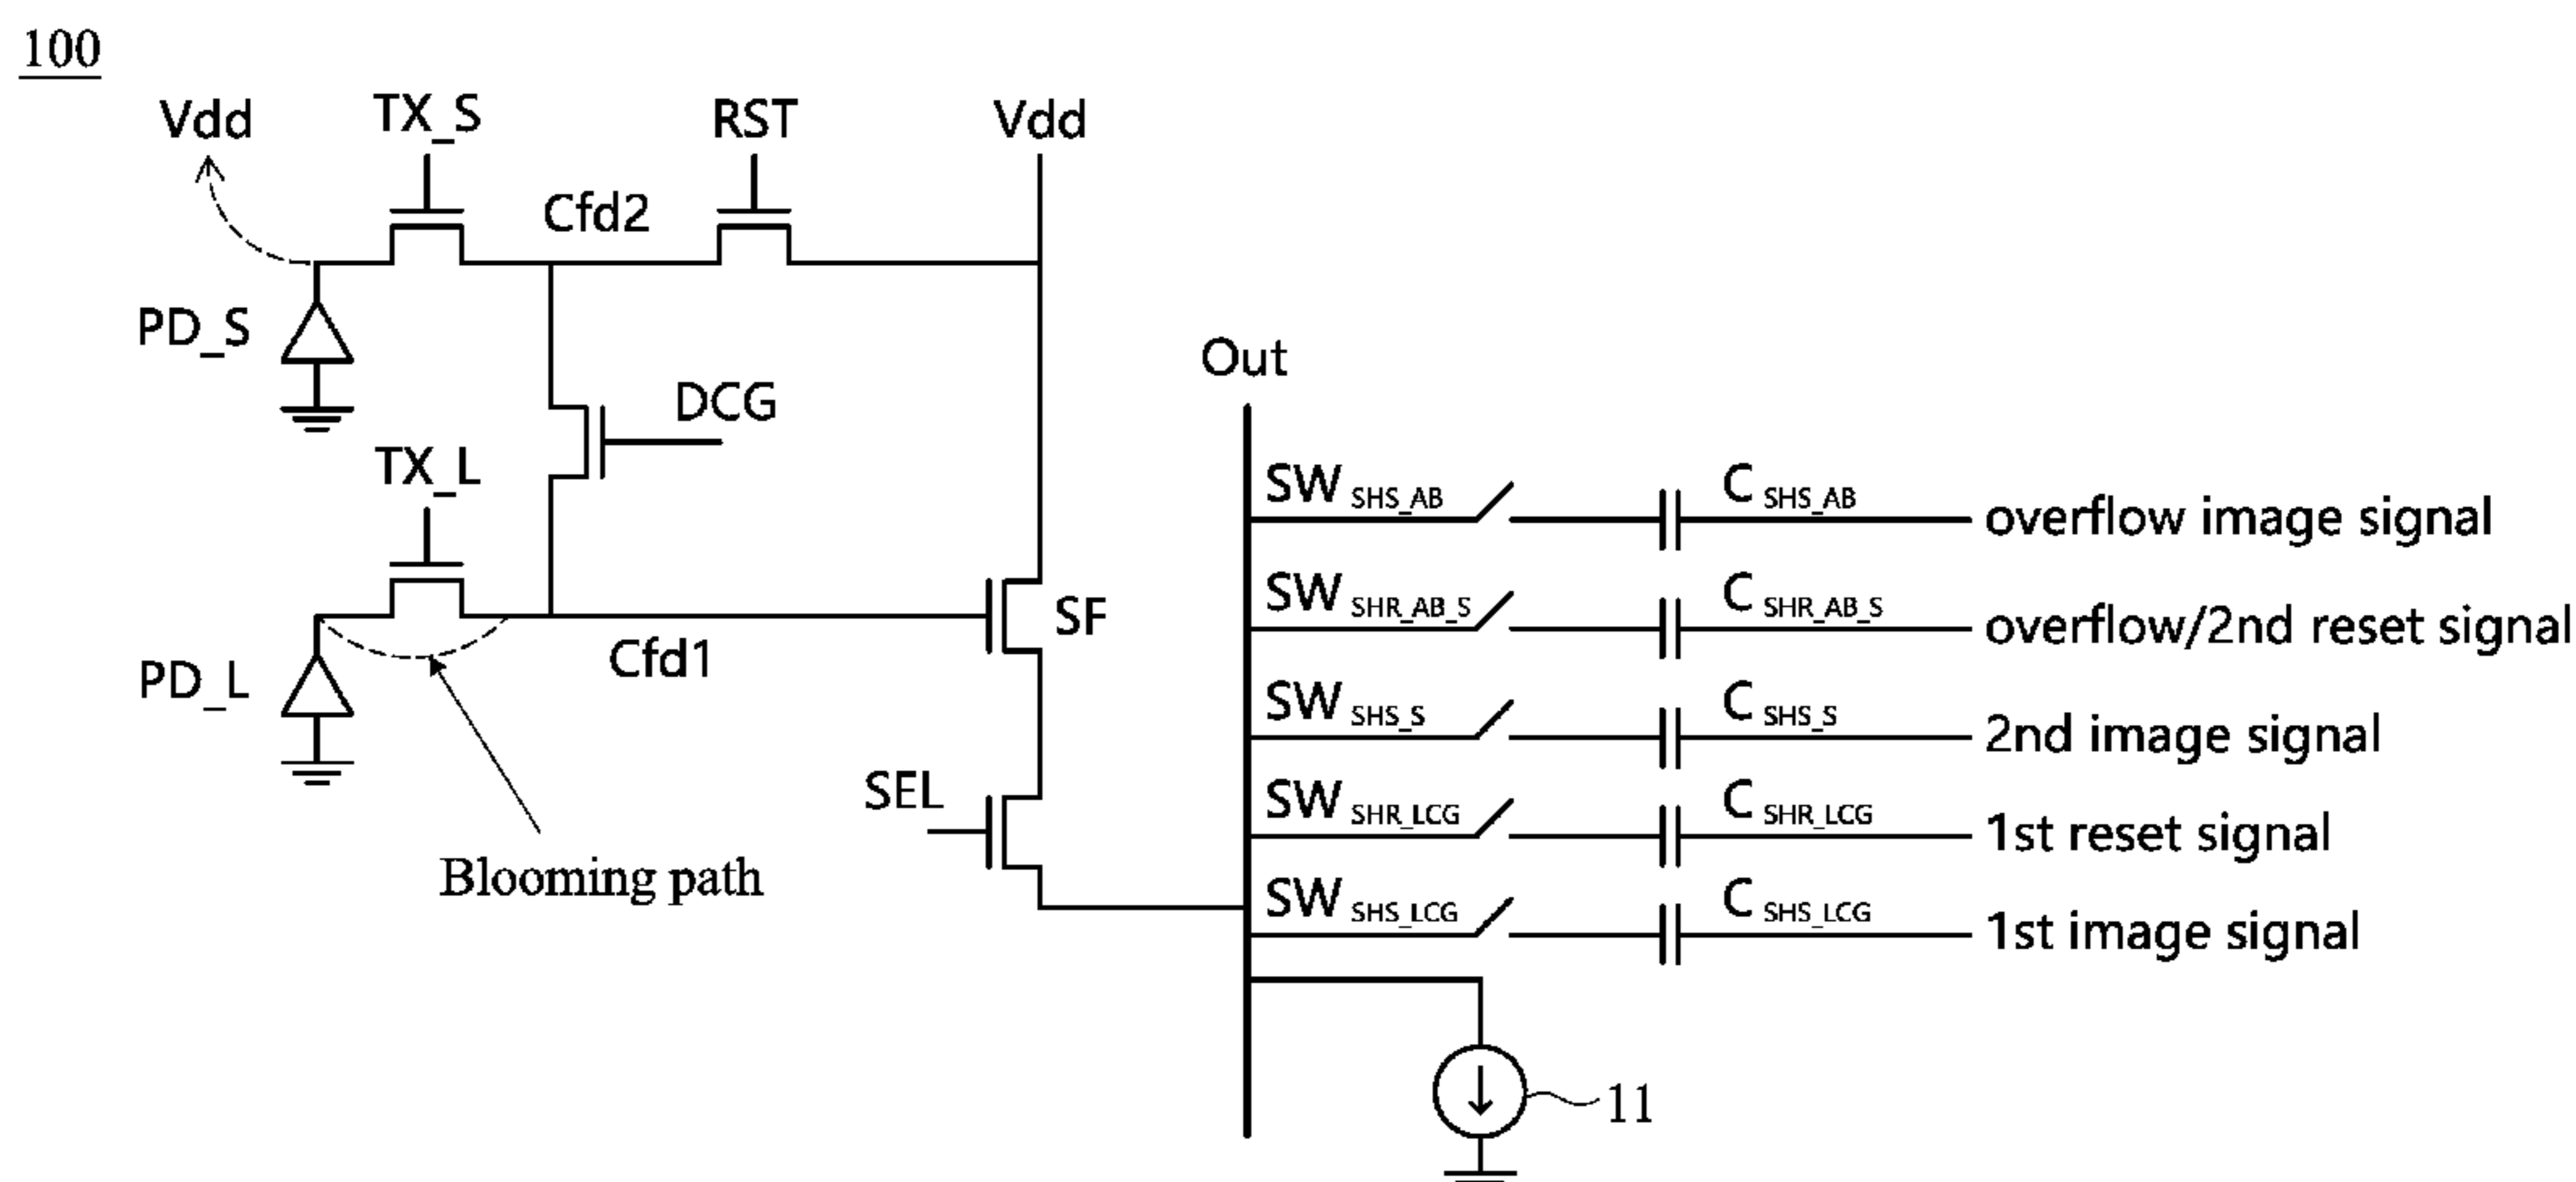 100
Vdd
TX_S
RST
Vdd
Cfd2
PD_S
DCG
TX_L
Out
SW SHS_AB
C SHS_AB
overflow image signal
SW SHR_AB_S
C SHR_AB_S
overflow/2nd reset signal
SF
Cfd1
PD_L
SW SHS_S
C SHS_S
2nd image signal
SEL
SW SHR_LCG
C SHR_LCG
1st reset signal
Blooming path
SW SHS_LCG
C SHS_LCG
1st image signal
11